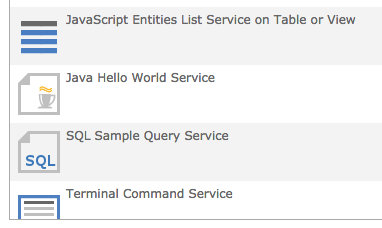 JavaScript Entities List Service on Table or View
Java Hello World Service
SQL Sample Query Service
SQL
Terminal Command Service